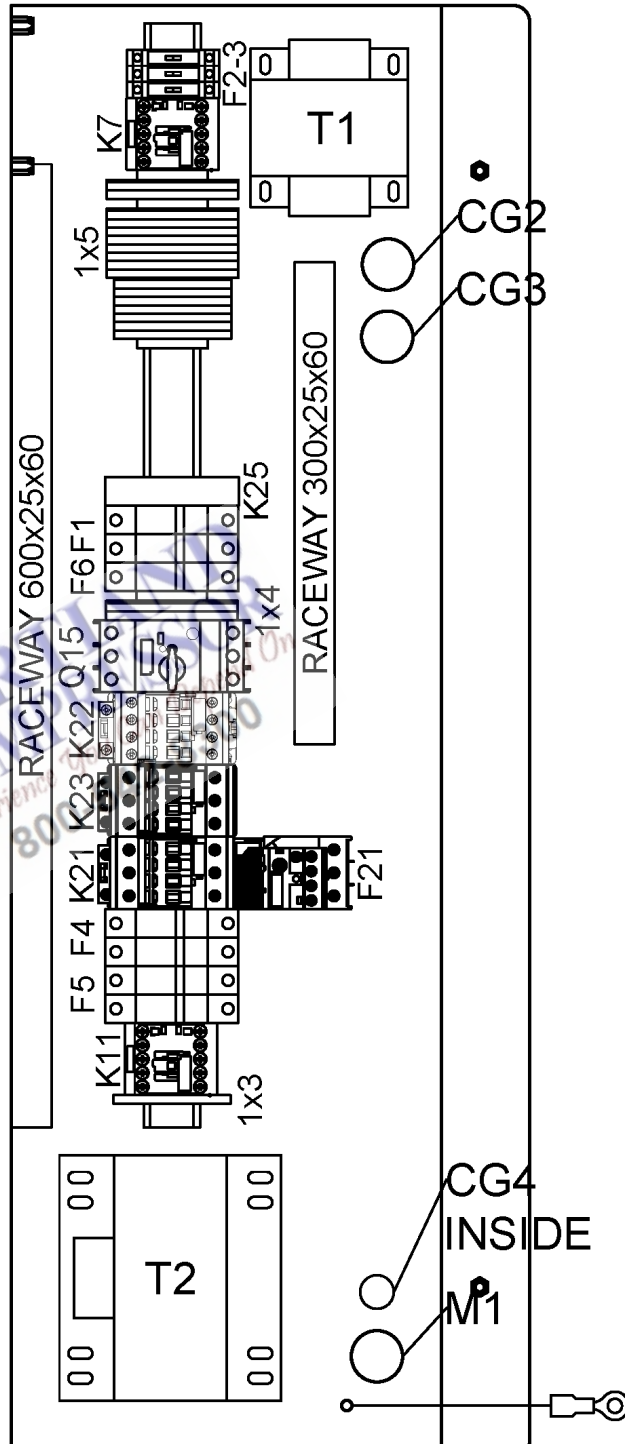 F2-3
K7
T1
CG2
CG3
1x5
RACEWAY 600x25x60
RACEWAY 300x25x60
K25
F6 F1
1x4
Q15
K22
K23
K21
F21
F4
F5
K11
1x3
CG4
INSIDE
T2
M1